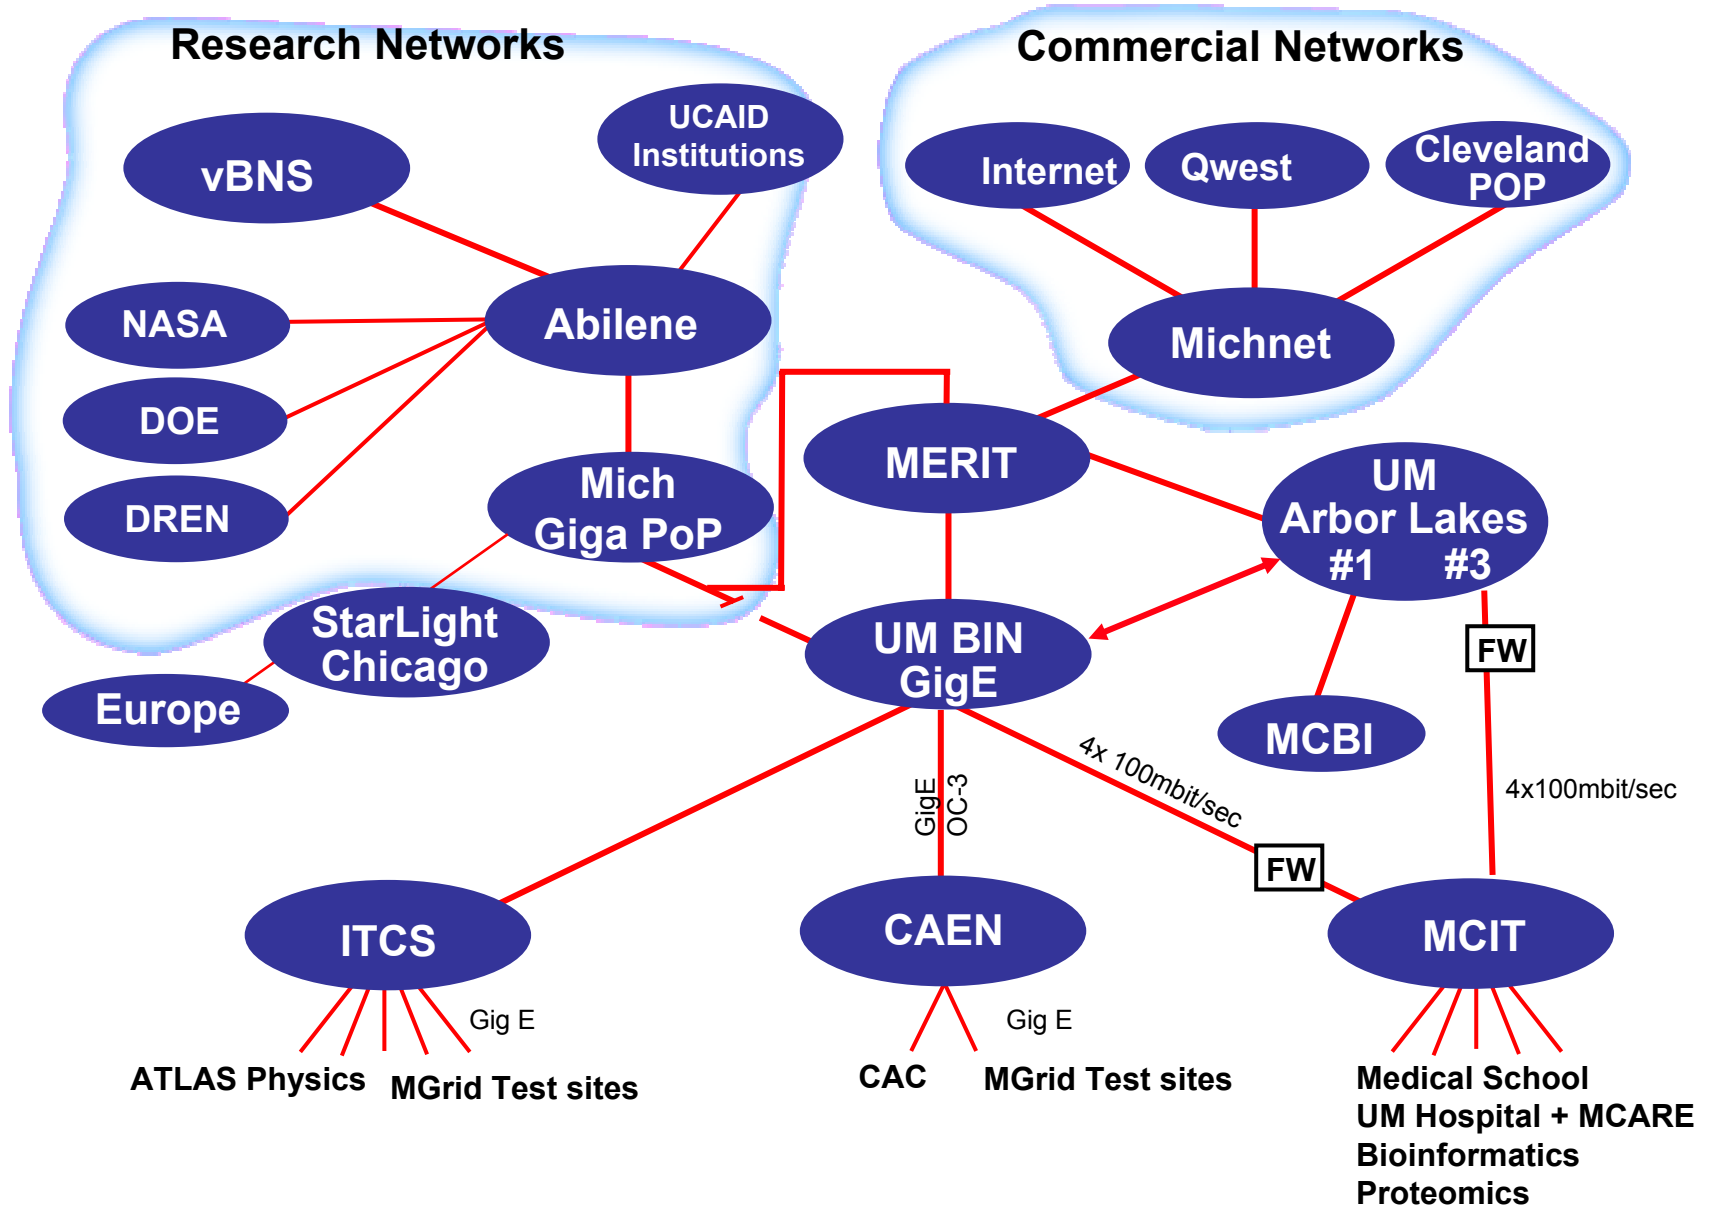 Research Networks
Commercial Networks
UCAID
Institutions
vBNS
Internet
Qwest
Cleveland
POP
NASA
Abilene
Michnet
DOE
MERIT
DREN
Mich
Giga PoP
UM
Arbor Lakes
#1 #3
StarLight
Chicago
UM BIN
GigE
FW
Europe
MCBI
4x 100mbit/sec
GigE
OC-3
4x100mbit/sec
FW
ITCS
CAEN
MCIT
Gig E
Gig E
ATLAS Physics
MGrid Test sites
CAC
MGrid Test sites
Medical School
UM Hospital + MCARE
Bioinformatics
Proteomics